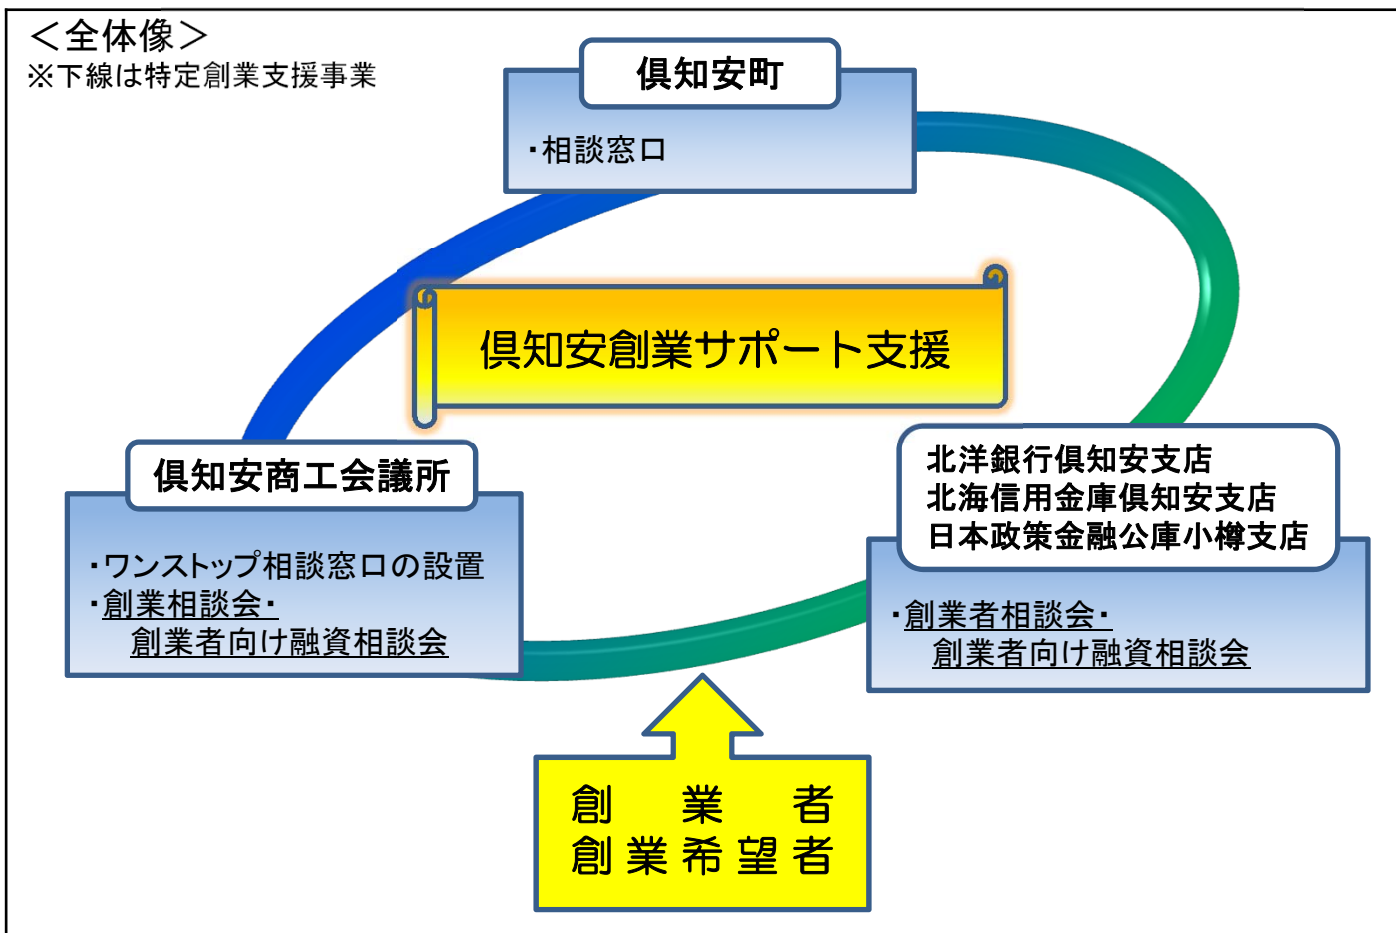 ＜全体像＞
※下線は特定創業支援事業
倶知安町
・相談窓口
倶知安創業サポート支援
倶知安商工会議所
・ワンストップ相談窓口の設置
・創業相談会・
創業者向け融資相談会
北洋銀行倶知安支店
北海信用金庫倶知安支店
日本政策金融公庫小樽支店
・創業者相談会・
創業者向け融資相談会
創業者
創業希望者